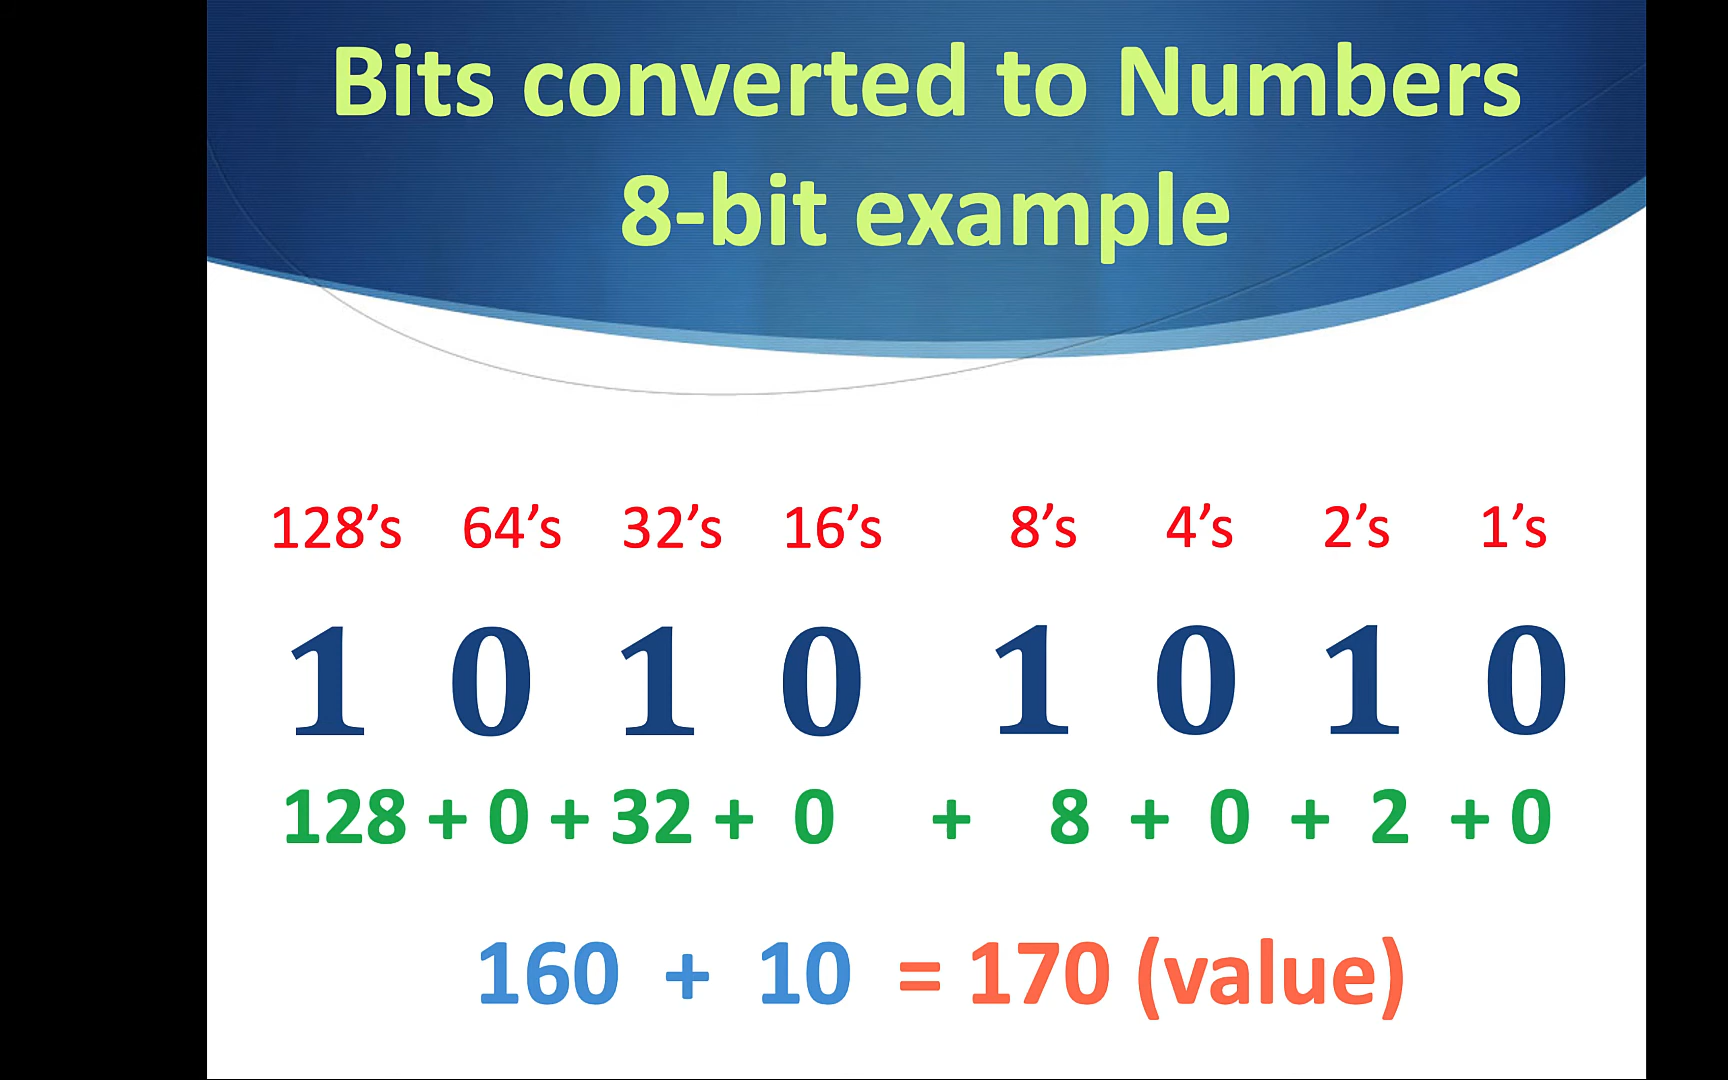 Bits converted to Numbers
8-bit example
128’s 64’s 32’s 16’s 8’s 4’s 2’s 1’s
1 0 1 0 1 0 1 0
128 + 0 + 32 + 0 + 8 + 0 + 2 + 0
160 + 10 = 170 (value)